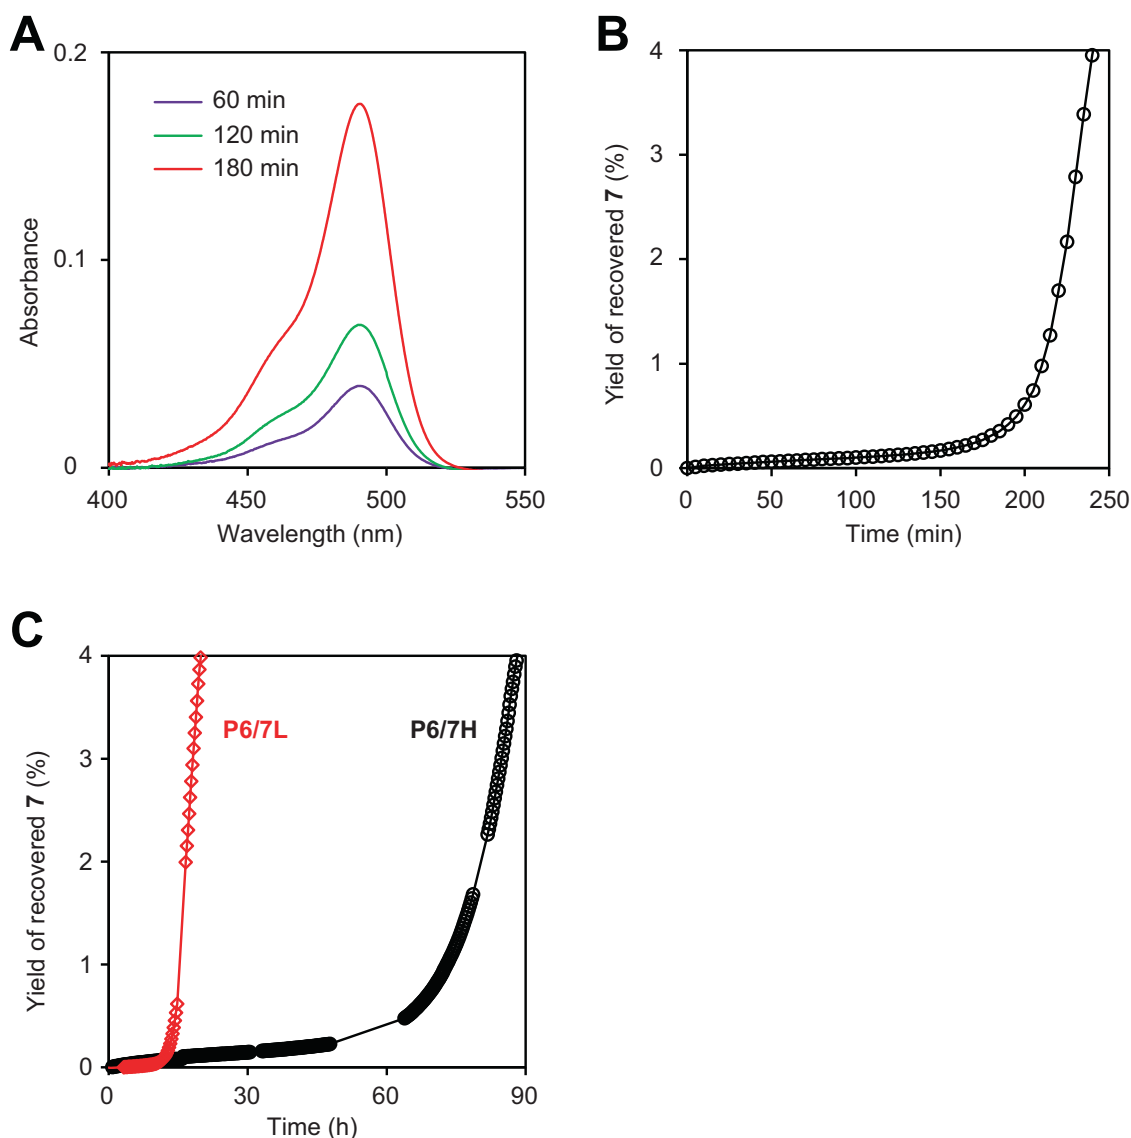 A
0.2
0.1
0
Absorbance
60 min
120 min
180 min
400
450
500
550
Wavelength (nm)
B
4
3
2
1
0
Yield of recovered 7 (%)
0
50
100
150
200
250
Time (min)
C
4
3
2
1
0
Yield of recovered 7 (%)
P6/7L
P6/7H
0
30
60
90
Time (h)